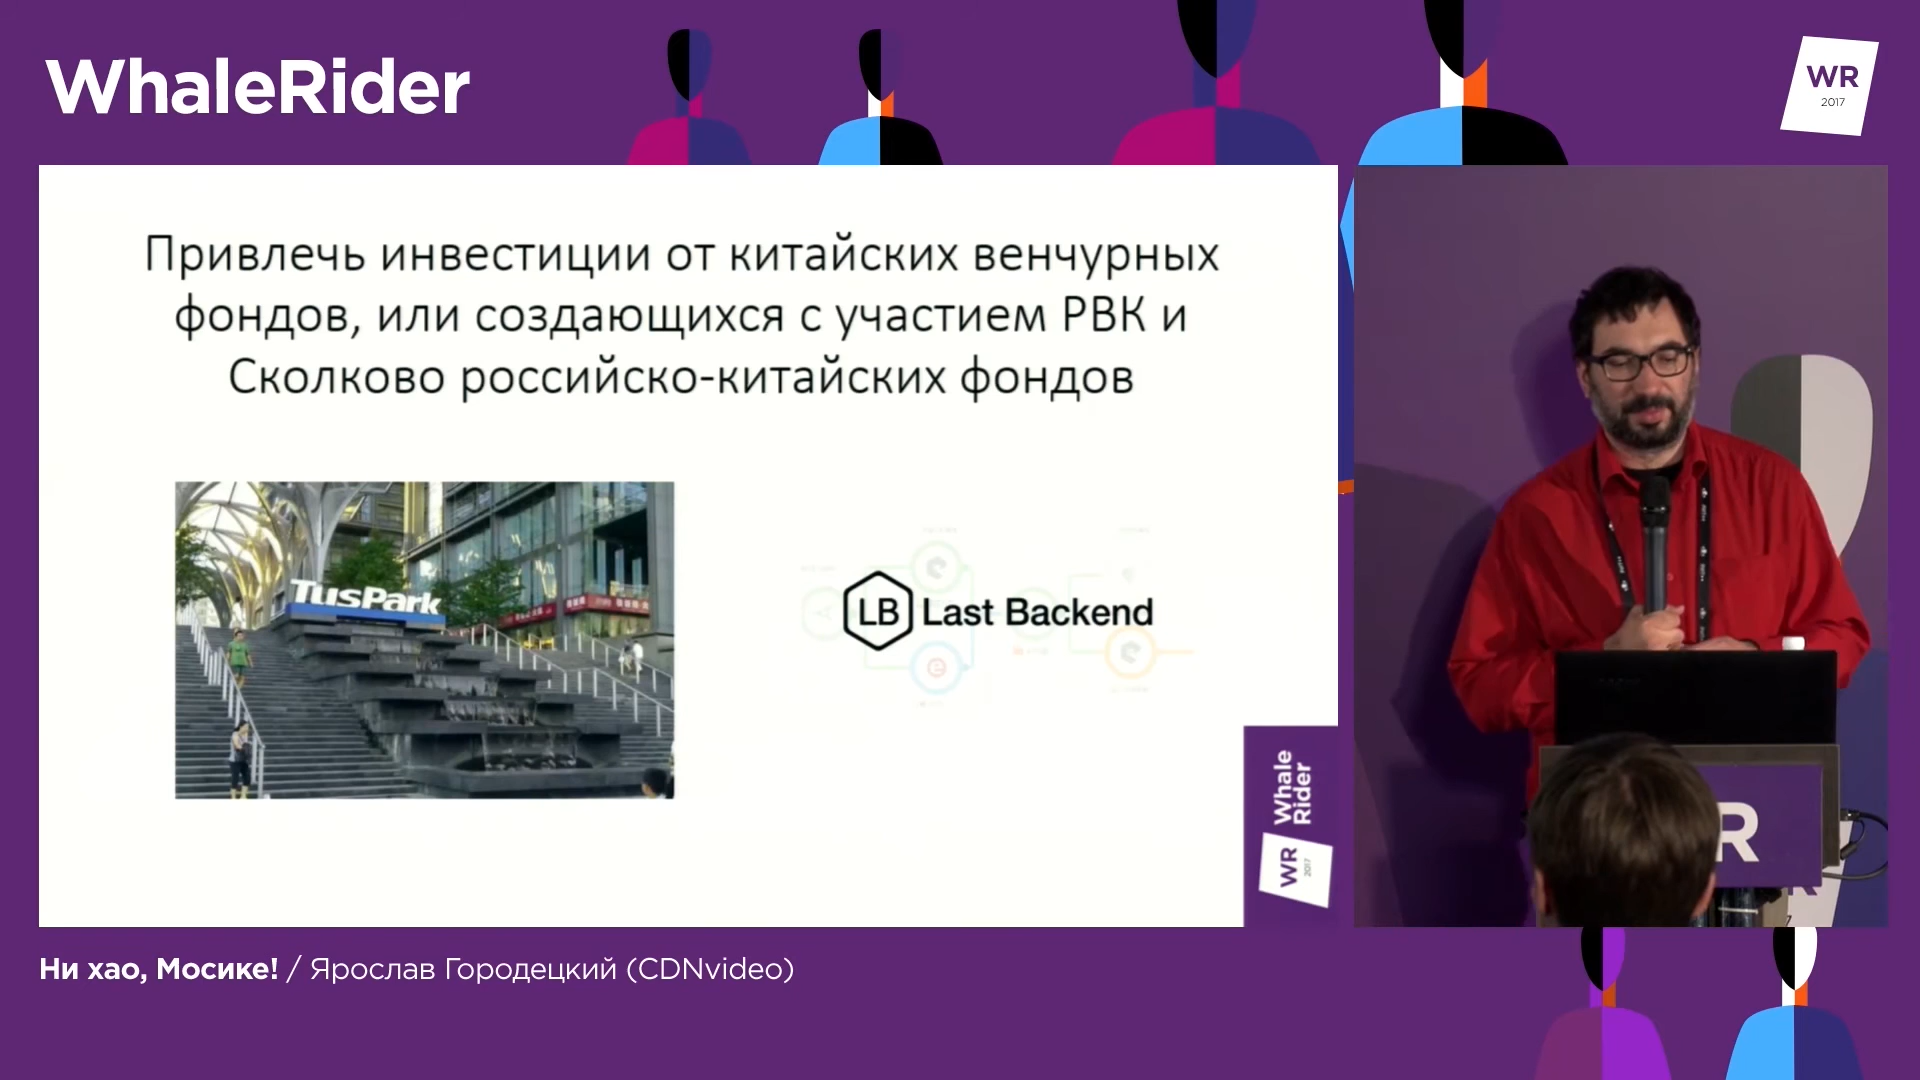 WhaleRider
WR
2017
Привлечь инвестиции от китайских венчурных
фондов, или создающихся с участием РВК и
Сколково российско-китайских фондов
TusPark
LB Last Backend
Whale
Rider
WR
2017
R
Ни хао, Мосике! / Ярослав Городецкий (CDNvideo)